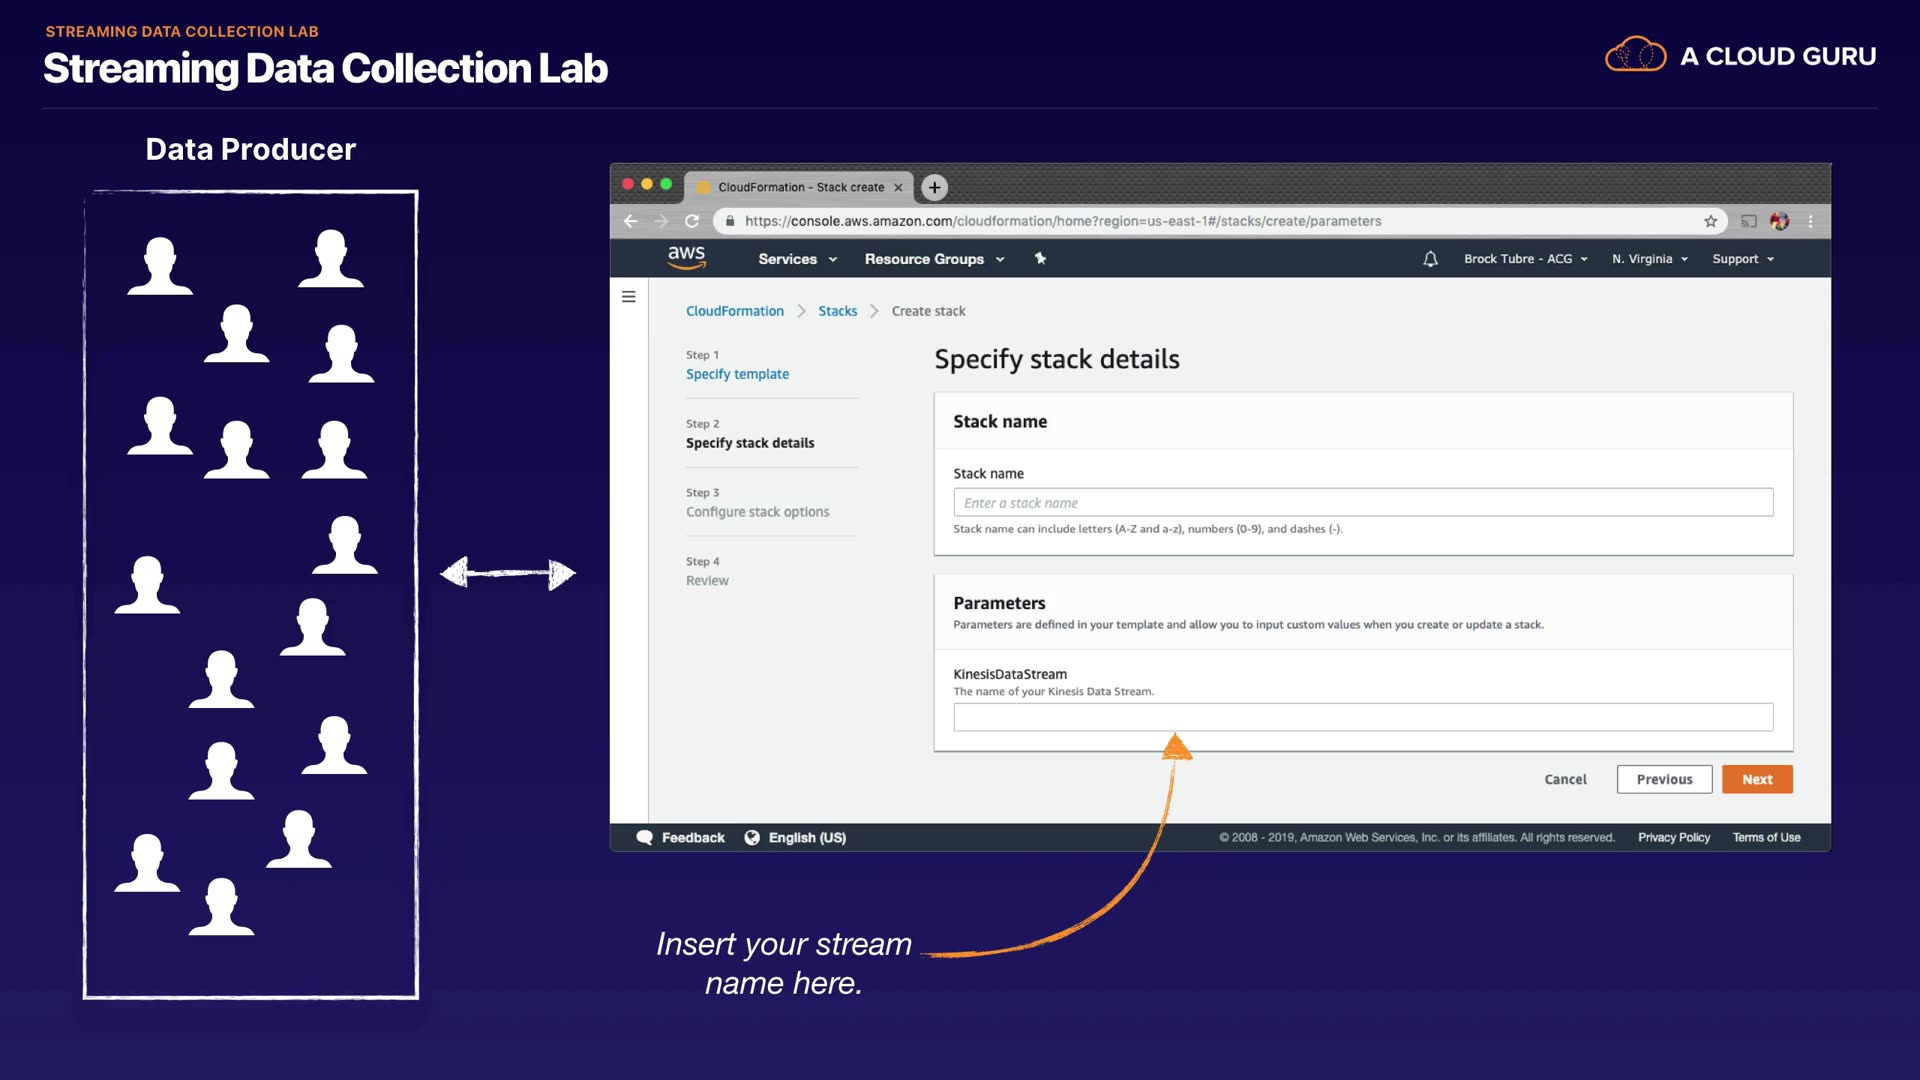 STREAMING DATA COLLECTION LAB
Streaming Data Collection Lab
A CLOUD GURU
Data Producer
CloudFormation - Stack create
https://console.aws.amazon.com/cloudformation/home?region=us-east-1#/stacks/create/parameters
aws
Services
Resource Groups
Brock Tubre - ACG
N. Virginia
Support
CloudFormation
Stacks
Create stack
Step 1
Specify template
Step 2
Specify stack details
Step 3
Configure stack options
Step 4
Review
Specify stack details
Stack name
Stack name
Enter a stack name
Stack name can include letters (A-Z and a-z), numbers (0-9), and dashes (-).
Parameters
Parameters are defined in your template and allow you to input custom values when you create or update a stack.
KinesisDataStream
The name of your Kinesis Data Stream.
Cancel
Previous
Next
Feedback
English (US)
© 2008 - 2019, Amazon Web Services, Inc. or its affiliates. All rights reserved.
Privacy Policy
Terms of Use
Insert your stream
name here.